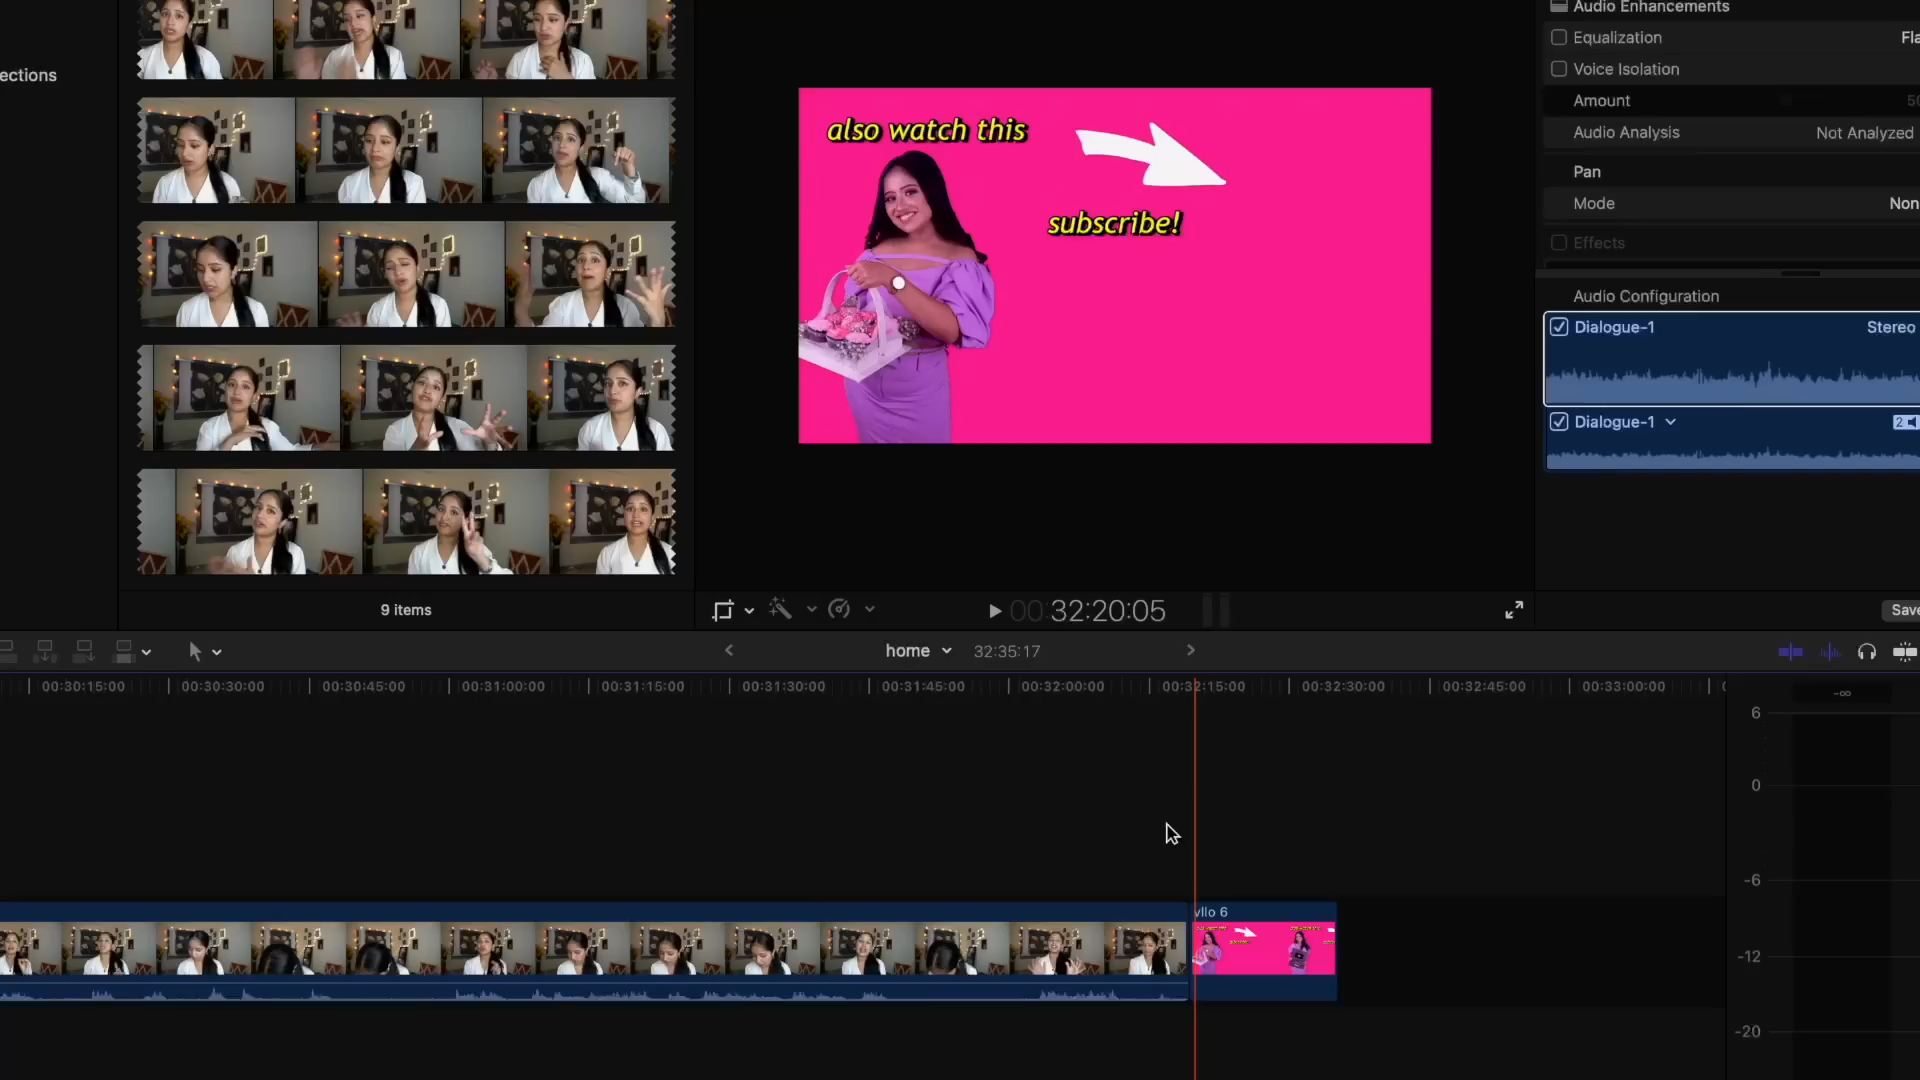 ections
Audio Enhancements
Equalization
Fla
Voice Isolation
Amount
50
Audio Analysis
Not Analyzed
Pan
Mode
Non
Effects
Audio Configuration
Dialogue-1
Stereo
Dialogue-1
2
also watch this
subscribe!
9 items
00:32:20:05
Save
home
32:35:17
00:30:15:00
00:30:30:00
00:30:45:00
00:31:00:00
00:31:15:00
00:31:30:00
00:31:45:00
00:32:00:00
00:32:15:00
00:32:30:00
00:32:45:00
00:33:00:00
-∞
6
0
-6
-12
-20
vllo 6